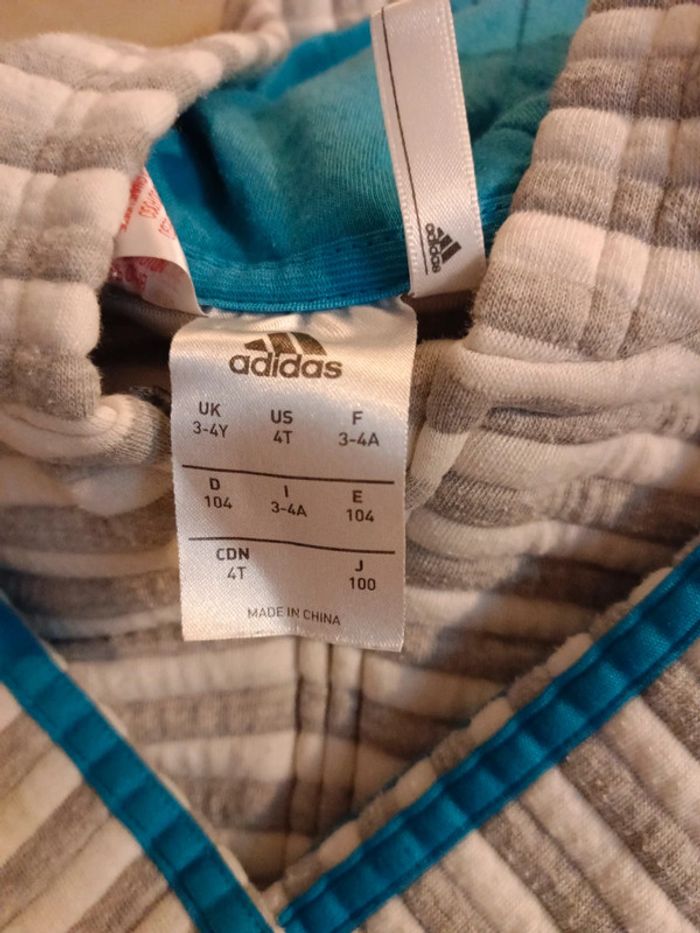 adidas
adidas
UK US F
3-4Y 4T 3-4A
D I E
104 3-4A 104
CDN J
4T 100
MADE IN CHINA